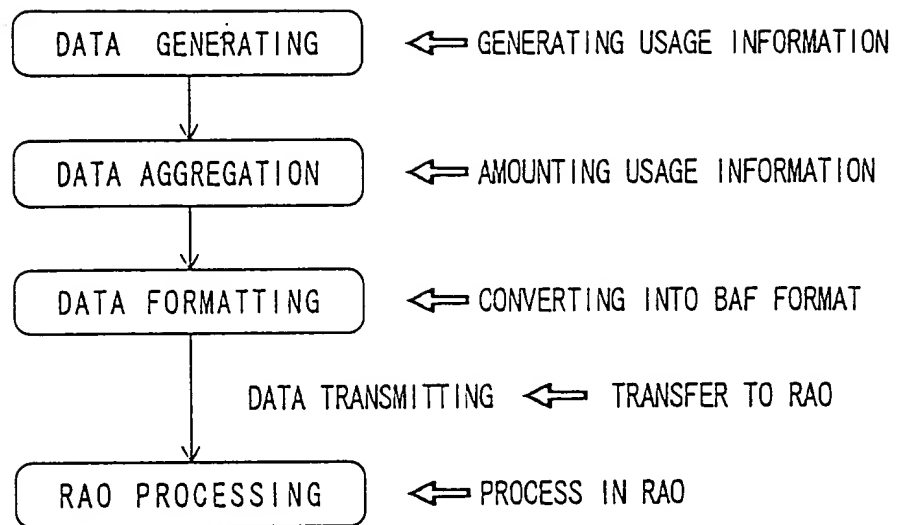 DATA GENERATING GENERATING USAGE INFORMATION
DATA AGGREGATION AMOUNTING USAGE INFORMATION
DATA FORMATTING CONVERTING INTO BAF FORMAT
DATA TRANSMITTING TRANSFER TO RAO
RAO PROCESSING PROCESS IN RAO